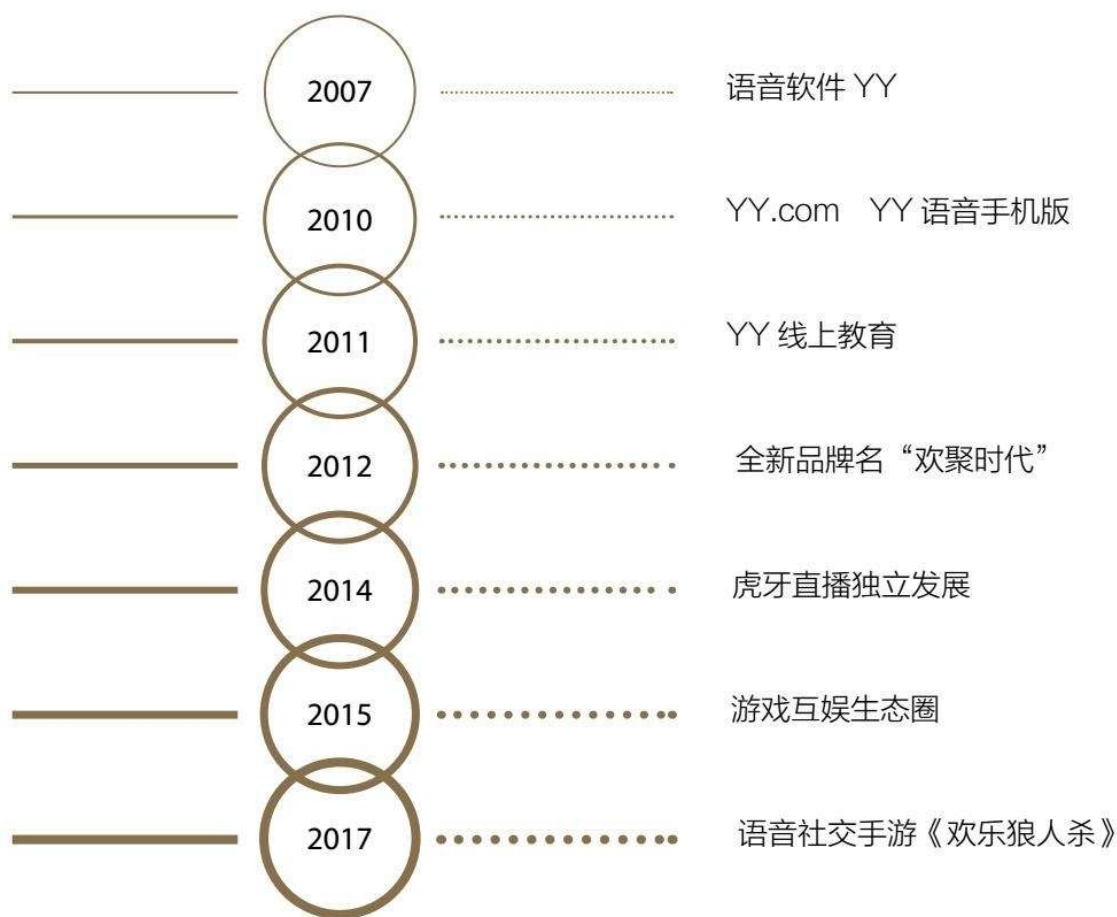 2007 语音软件 YY
2010 YY.com YY 语音手机版
2011 YY 线上教育
2012 全新品牌名“欢聚时代”
2014 虎牙直播独立发展
2015 游戏互娱生态圈
2017 语音社交手游《欢乐狼人杀》